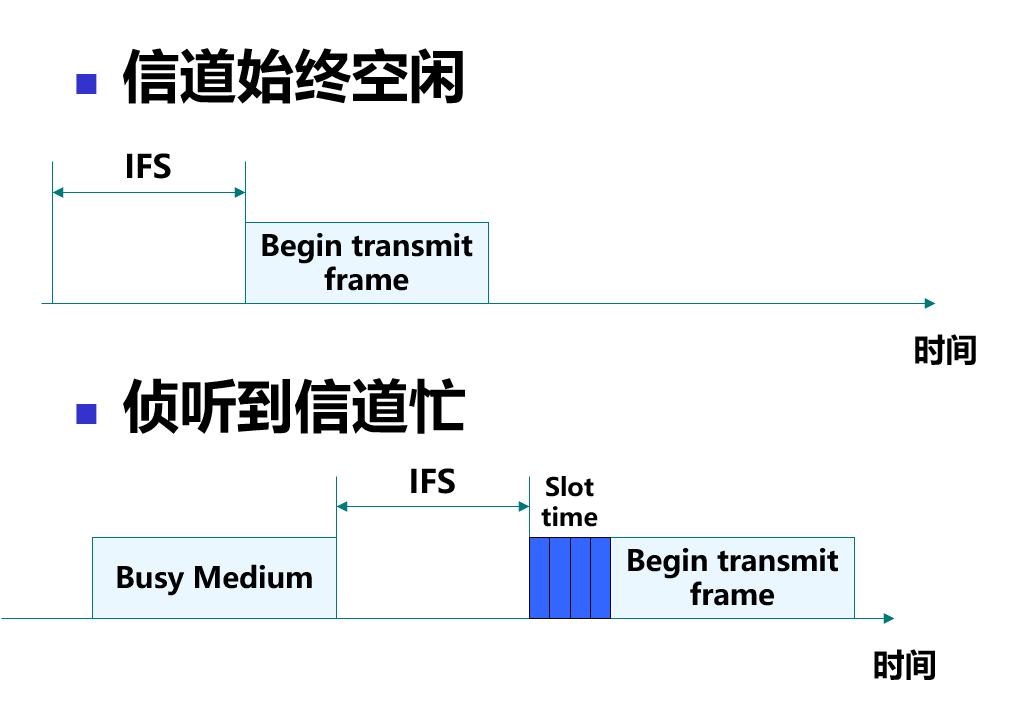 信道始终空闲
IFS
Begin transmit
frame
时间
侦听到信道忙
IFS
Slot
time
Busy Medium
Begin transmit
frame
时间